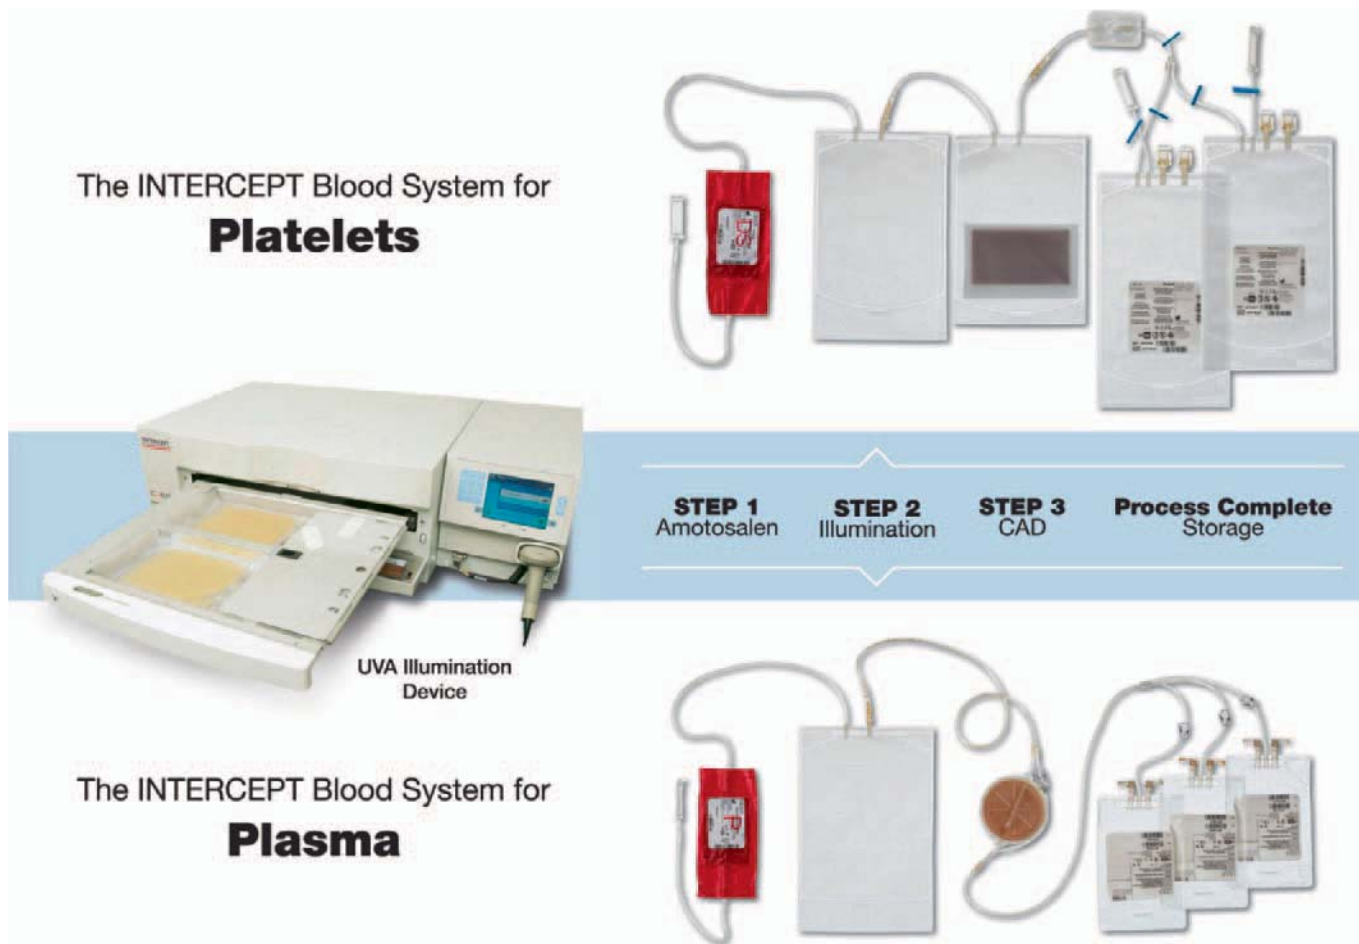 The INTERCEPT Blood System for
Platelets
DS
STEP 1
Amotosalen
STEP 2
Illumination
STEP 3
CAD
Process Complete
Storage
UVA Illumination
Device
The INTERCEPT Blood System for
Plasma
P